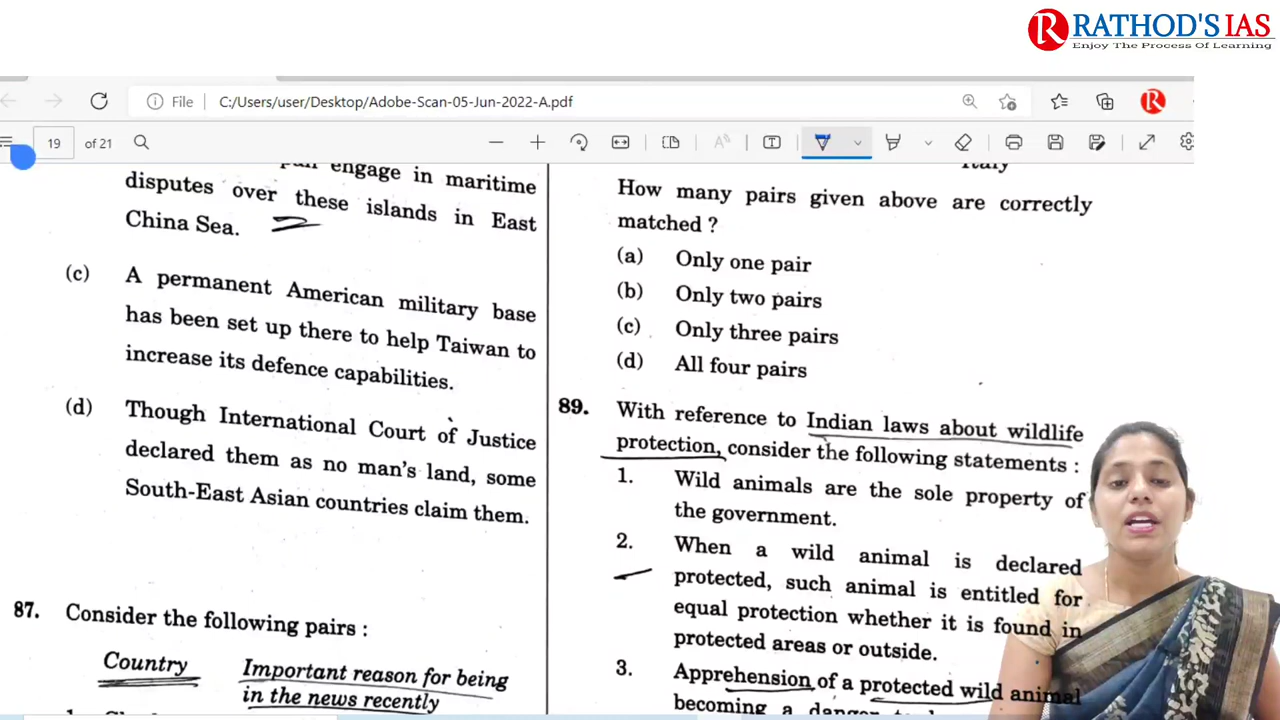 RATHOD'S IAS
Enjoy The Process Of Learning
File C:/Users/user/Desktop/Adobe-Scan-05-Jun-2022-A.pdf
19 of 21
engage in maritime
disputes over these islands in East
China Sea.
(c) A permanent American military base
has been set up there to help Taiwan to
increase its defence capabilities.
(d) Though International Court of Justice
declared them as no man's land, some
South-East Asian countries claim them.
87. Consider the following pairs :
Country Important reason for being
in the news recently
Italy
How many pairs given above are correctly
matched ?
(a) Only one pair
(b) Only two pairs
(c) Only three pairs
(d) All four pairs
89. With reference to Indian laws about wildlife
protection, consider the following statements :
1. Wild animals are the sole property of
the government.
2. When a wild animal is declared
protected, such animal is entitled for
equal protection whether it is found in
protected areas or outside.
3. Apprehension of a protected wild animal
becoming a danger